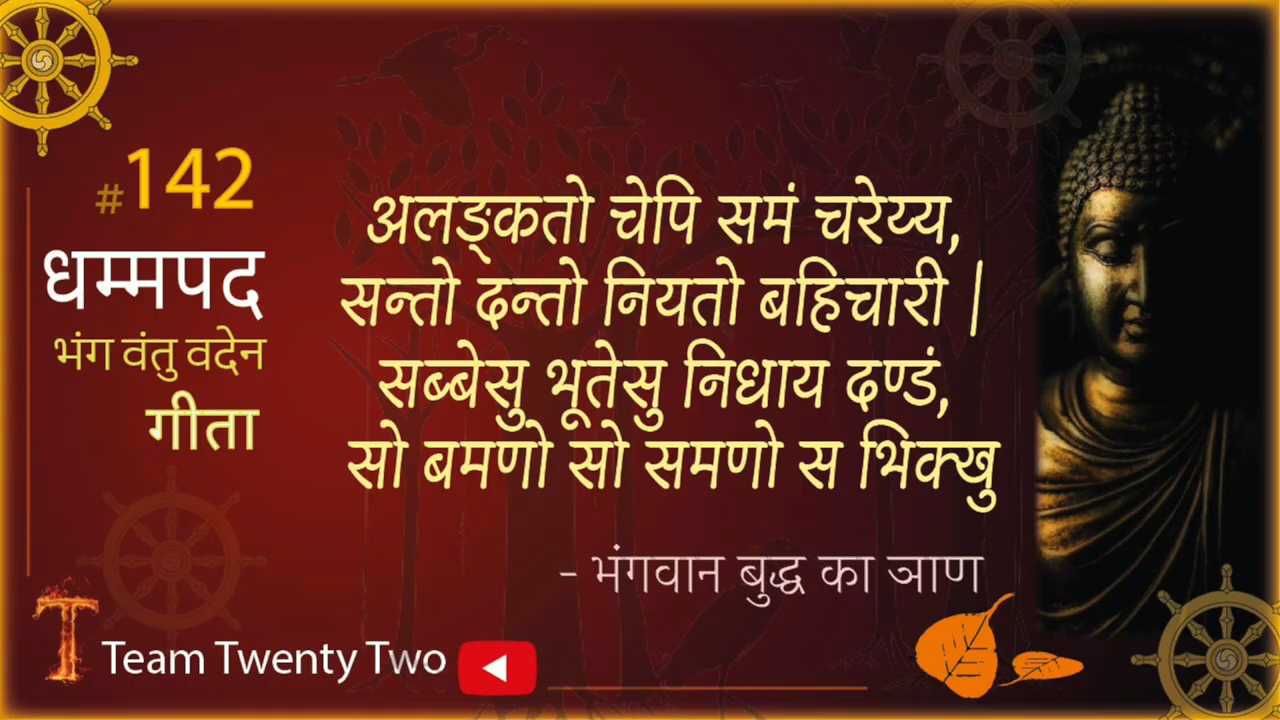 #142
धम्मपद
भंग वंतु वदेन
गीता
अलङ्कतो चेपि समं चरेय्य,
सन्तो दन्तो नियतो बहिचारी |
सब्बेसु भूतेसु निधाय दण्डं,
सो बमणो सो समणो स भिक्खु
- भंगवान बुद्ध का ञाण
T
Team Twenty Two